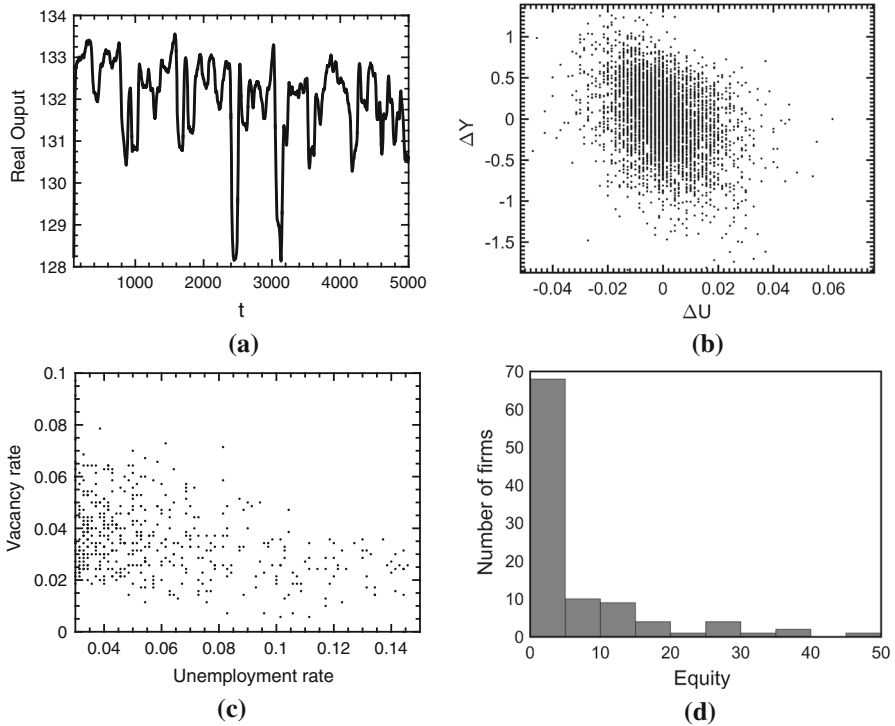 134
133
132
131
130
129
128
Real Ouput
1000 2000 3000 4000 5000
t
(a)
1
0.5
0
-0.5
-1
-1.5
ΔY
-0.04 -0.02 0 0.02 0.04 0.06
ΔU
(b)
0.1
0.08
0.06
0.04
0.02
0
Vacancy rate
0.04 0.06 0.08 0.1 0.12 0.14
Unemployment rate
(c)
70
60
50
40
30
20
10
0
Number of firms
0 10 20 30 40 50
Equity
(d)